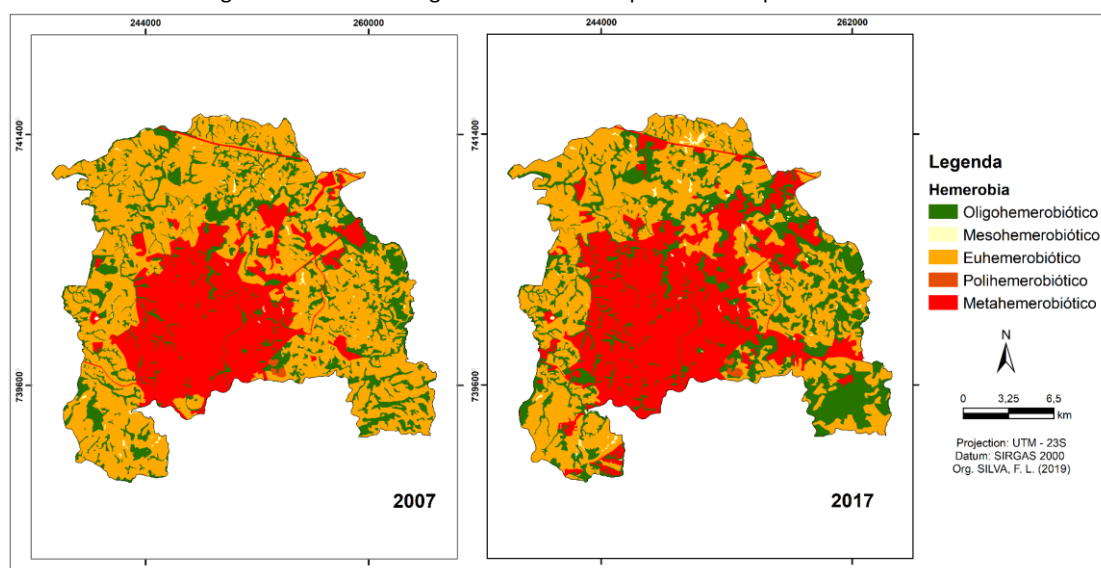 244000
260000
244000
262000
741400
741400
739600
739600
2007
2017
Legenda
Hemerobia
Oligohemerobiótico
Mesohemerobiótico
Euhemerobiótico
Polihemerobiótico
Metahemerobiótico
N
0 3,25 6,5
km
Projection: UTM - 23S
Datum: SIRGAS 2000
Org. SILVA, F. L. (2019)